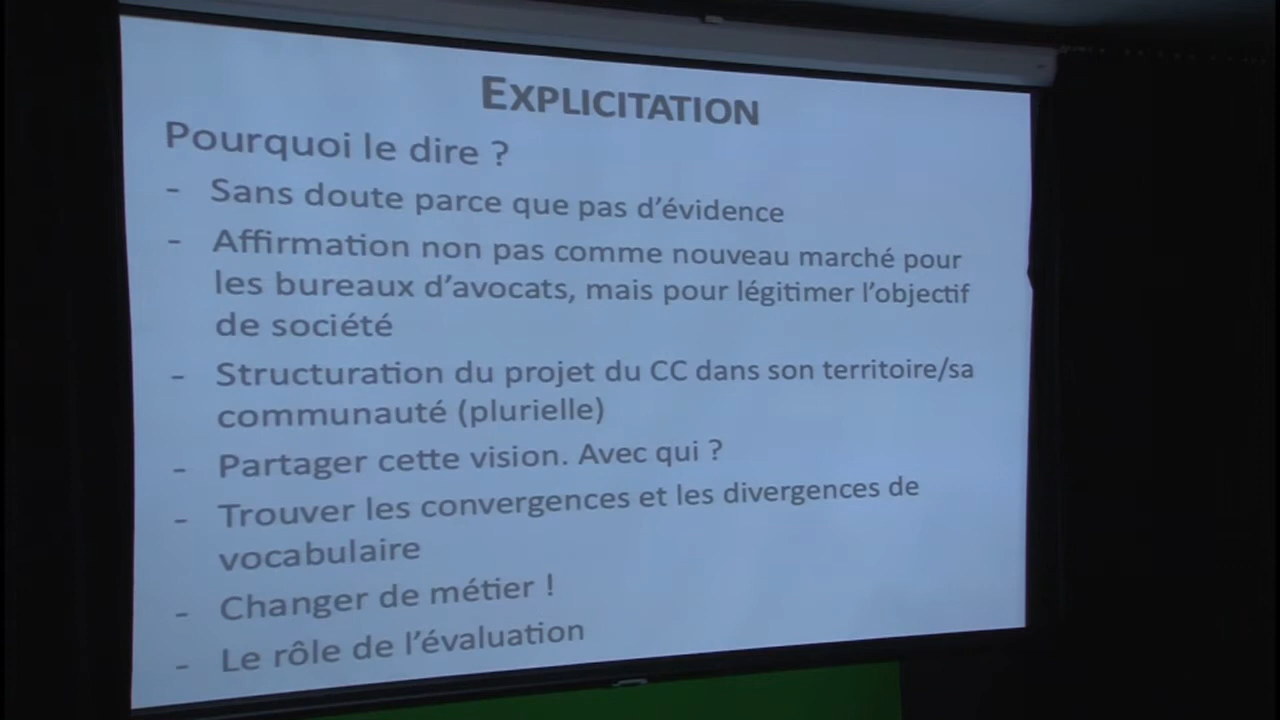 EXPLICITATION
Pourquoi le dire ?
- Sans doute parce que pas d’évidence
- Affirmation non pas comme nouveau marché pour
les bureaux d’avocats, mais pour légitimer l’objectif
de société
- Structuration du projet du CC dans son territoire/sa
communauté (plurielle)
- Partager cette vision. Avec qui ?
- Trouver les convergences et les divergences de
vocabulaire
- Changer de métier !
- Le rôle de l’évaluation